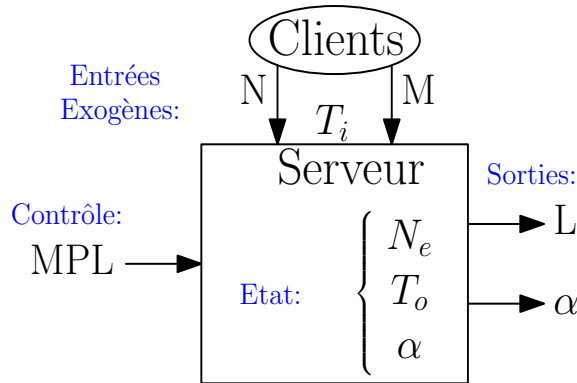 Clients
Entrées
Exogènes:
N
M
T_i
Serveur
Sorties:
Contrôle:
L
MPL
N_e
Etat:
T_o
α
α